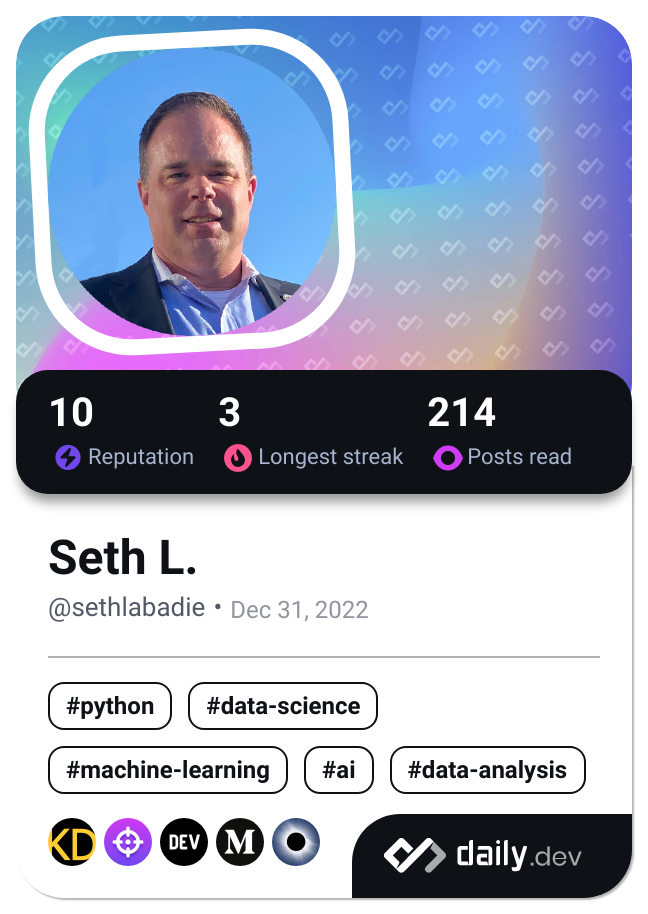 10 3 214
Reputation Longest streak Posts read
Seth L.
@sethlabadie • Dec 31, 2022
#python #data-science
#machine-learning #ai #data-analysis
KD DEV M
daily.dev